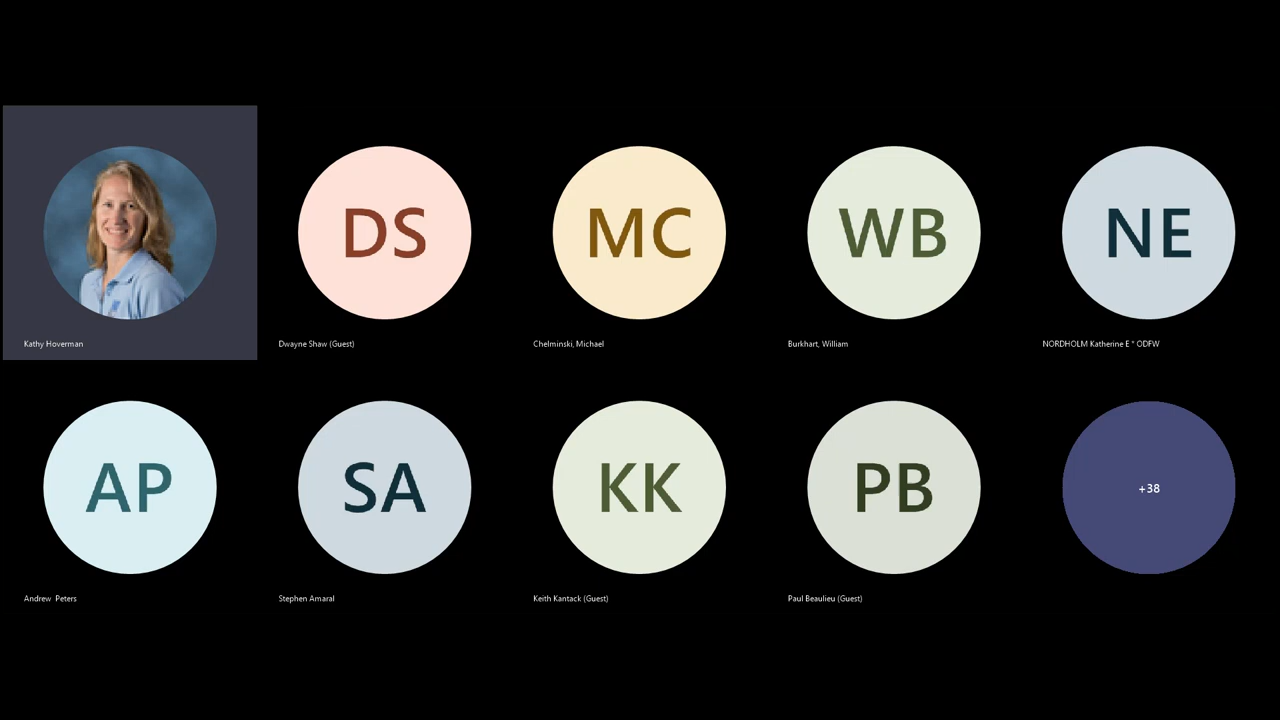 DS
MC
WB
NE
Kathy Hoverman
Dwayne Shaw (Guest)
Chelminski, Michael
Burkhart, William
NORDHOLM Katherine E * ODFW
AP
SA
KK
PB
+38
Andrew Peters
Stephen Amaral
Keith Kantack (Guest)
Paul Beaulieu (Guest)